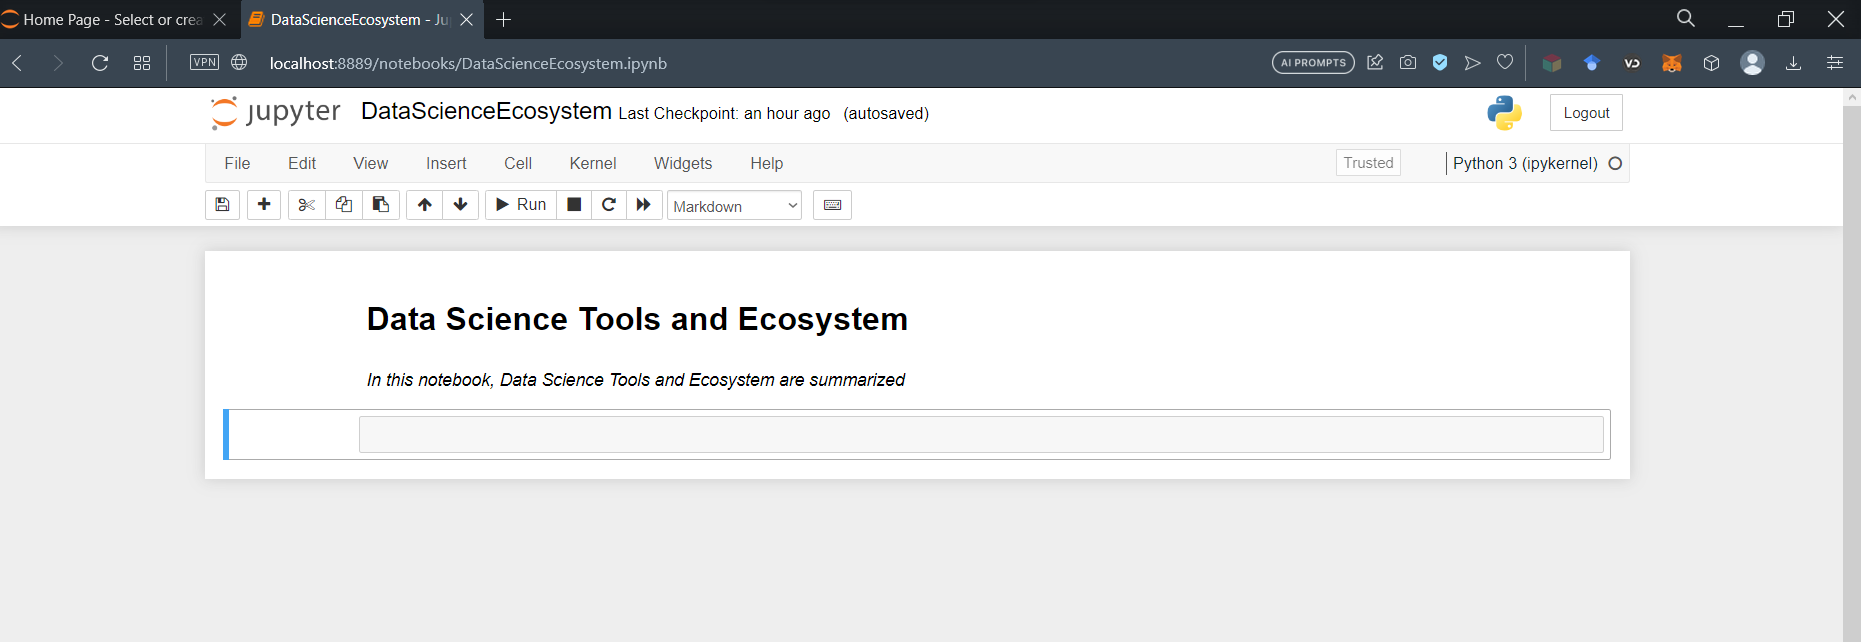 Home Page - Select or crea
DataScienceEcosystem - Ju
VPN
localhost:8889/notebooks/DataScienceEcosystem.ipynb
AI PROMPTS
VD
jupyter DataScienceEcosystem Last Checkpoint: an hour ago (autosaved)
Logout
File Edit View Insert Cell Kernel Widgets Help
Trusted
Python 3 (ipykernel)
Run
Markdown
Data Science Tools and Ecosystem
In this notebook, Data Science Tools and Ecosystem are summarized